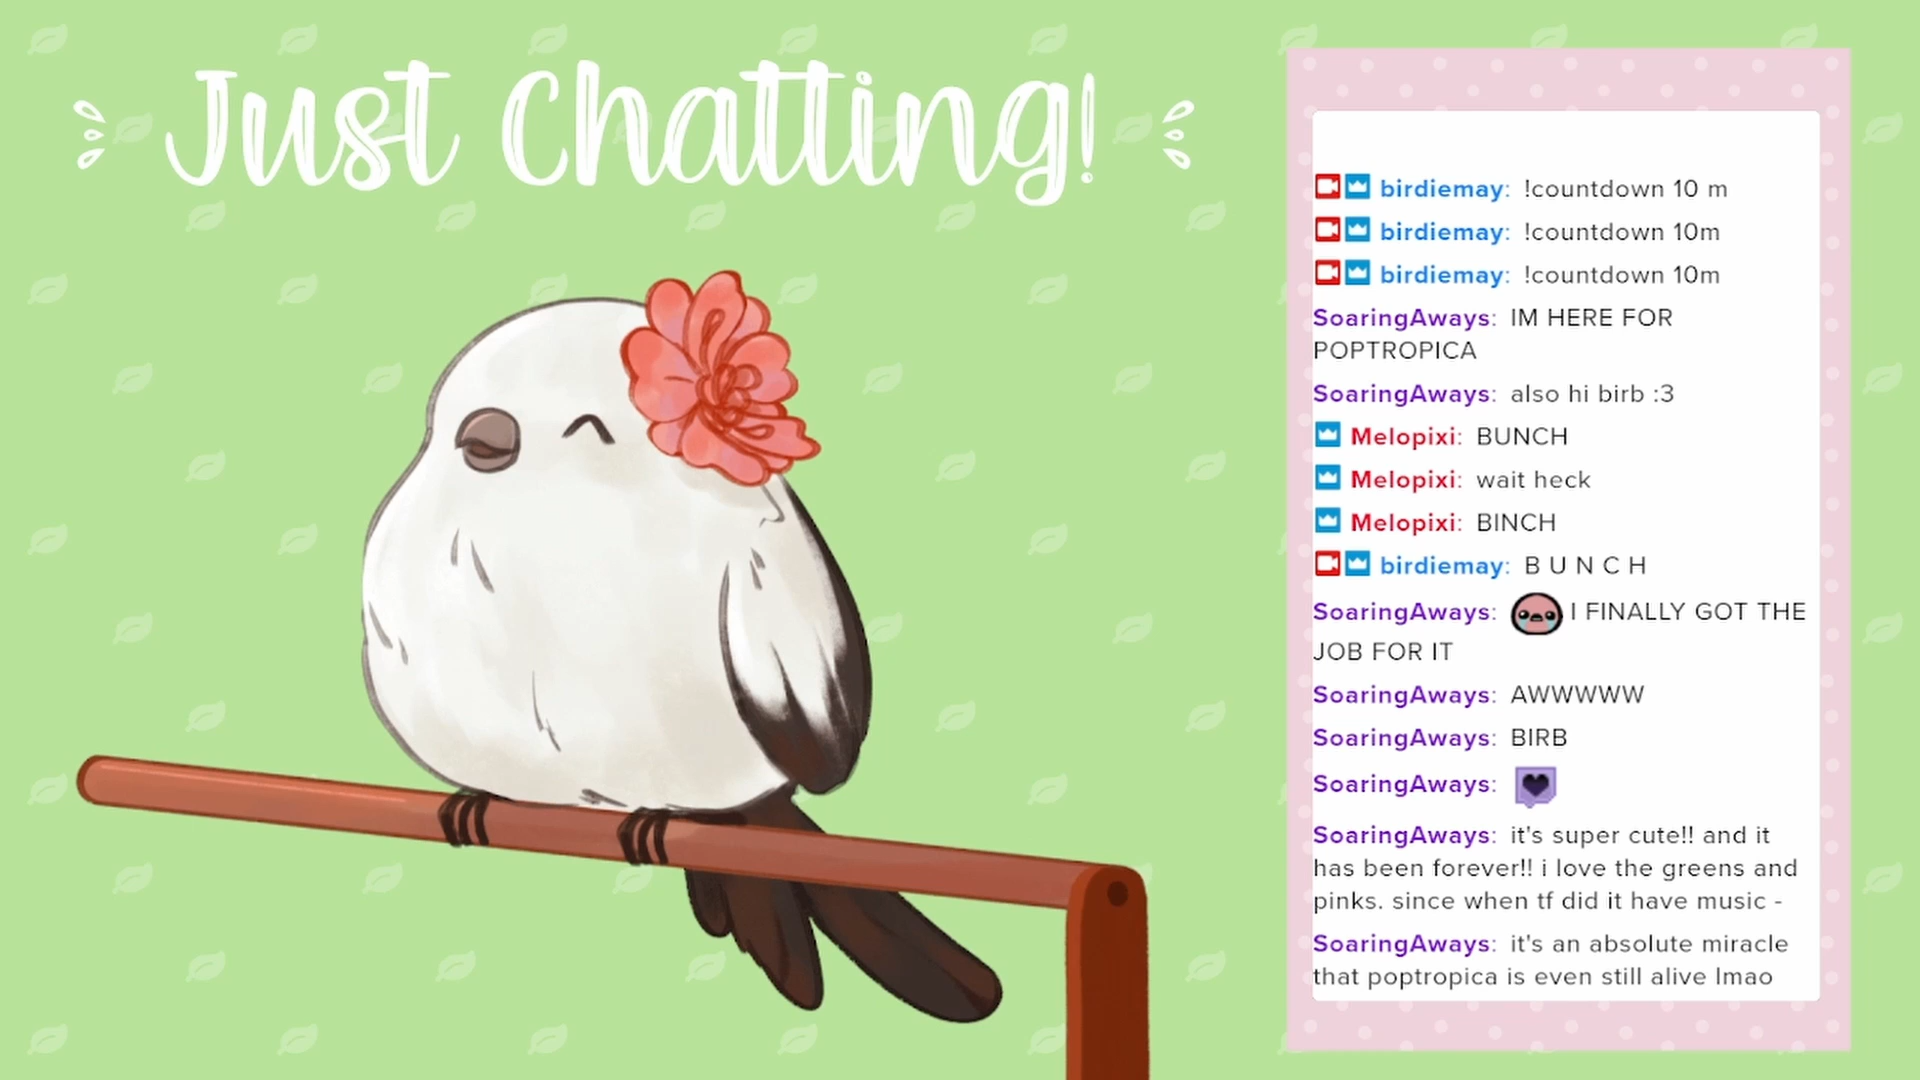 Just Chatting!
birdiemay: !countdown 10 m
birdiemay: !countdown 10m
birdiemay: !countdown 10m
SoaringAways: IM HERE FOR
POPTROPICA
SoaringAways: also hi birb :3
Melopixi: BUNCH
Melopixi: wait heck
Melopixi: BINCH
birdiemay: B U N C H
SoaringAways: I FINALLY GOT THE
JOB FOR IT
SoaringAways: AWWWWW
SoaringAways: BIRB
SoaringAways:
SoaringAways: it's super cute!! and it
has been forever!! i love the greens and
pinks. since when tf did it have music -
SoaringAways: it's an absolute miracle
that poptropica is even still alive lmao